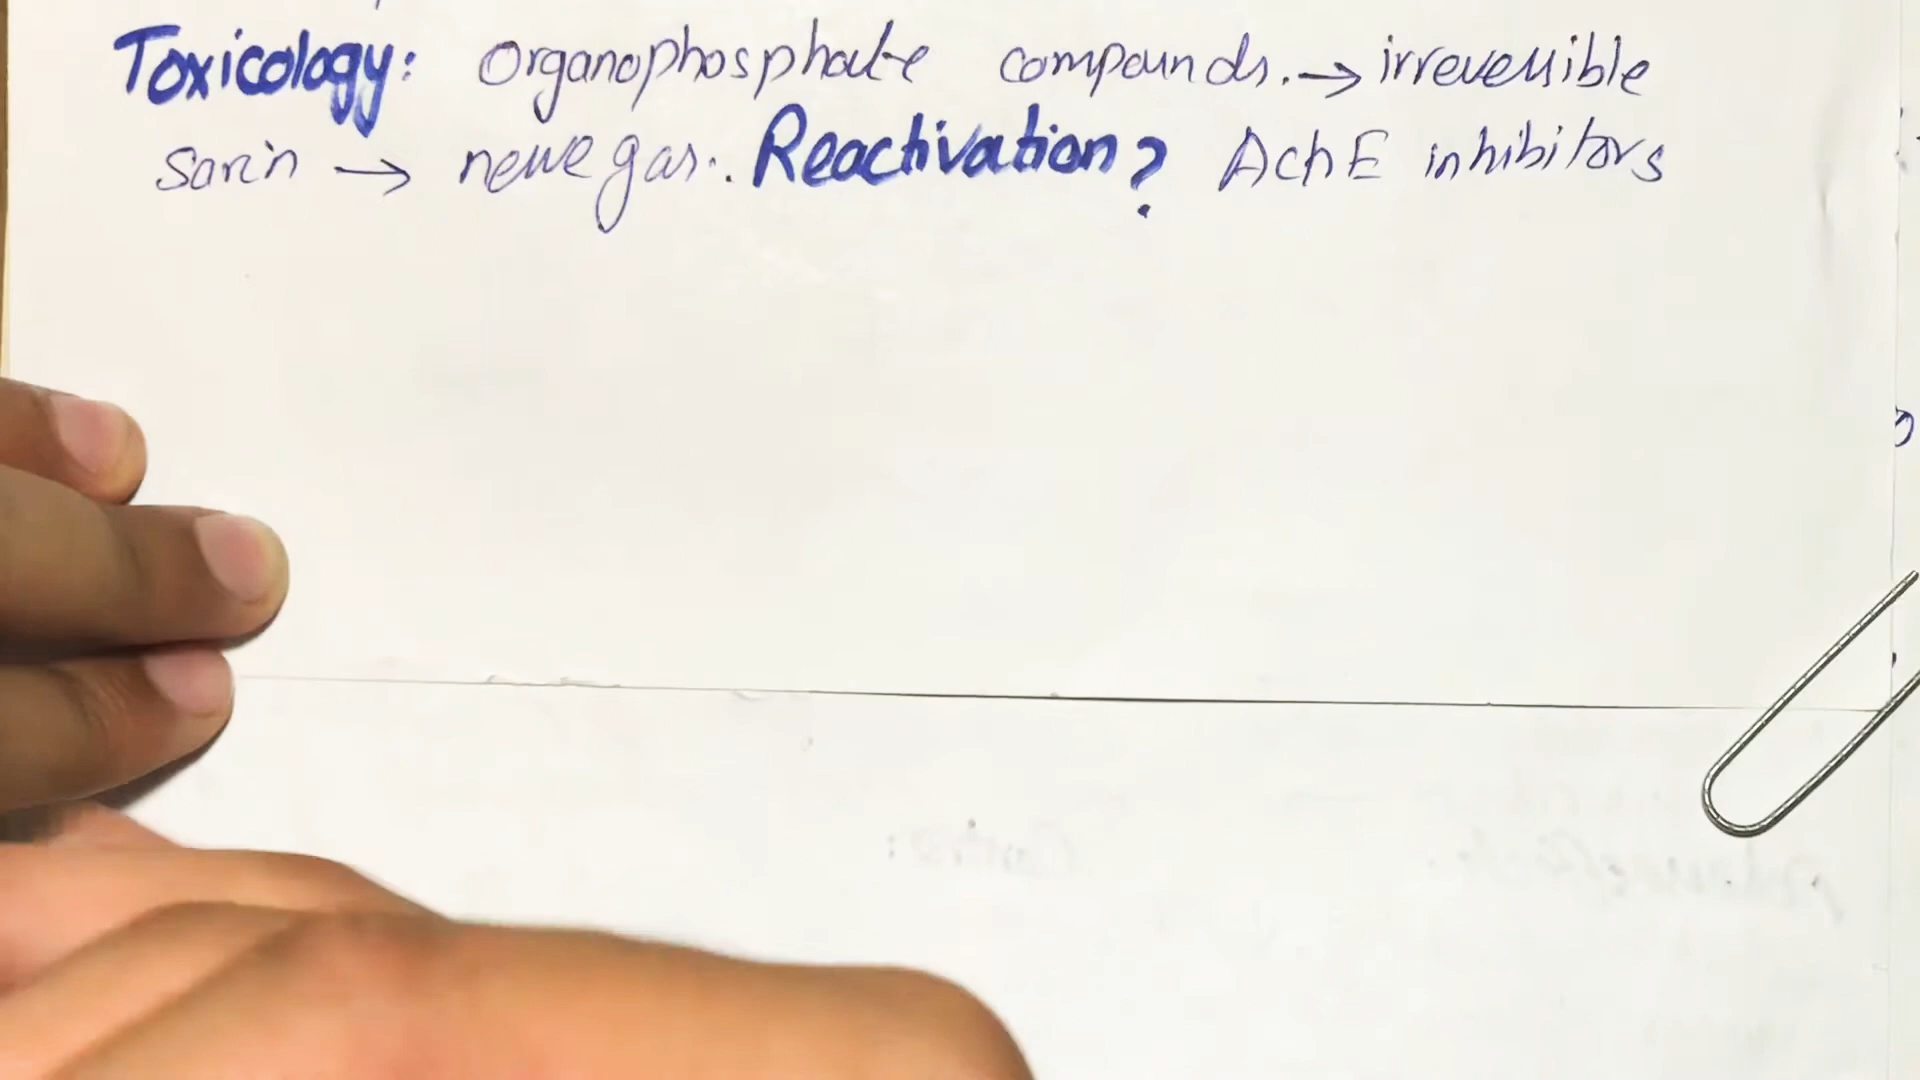 Toxicology: Organophosphate compounds. → irreversible
sarin → nerve gas. Reactivation? AchE inhibitors